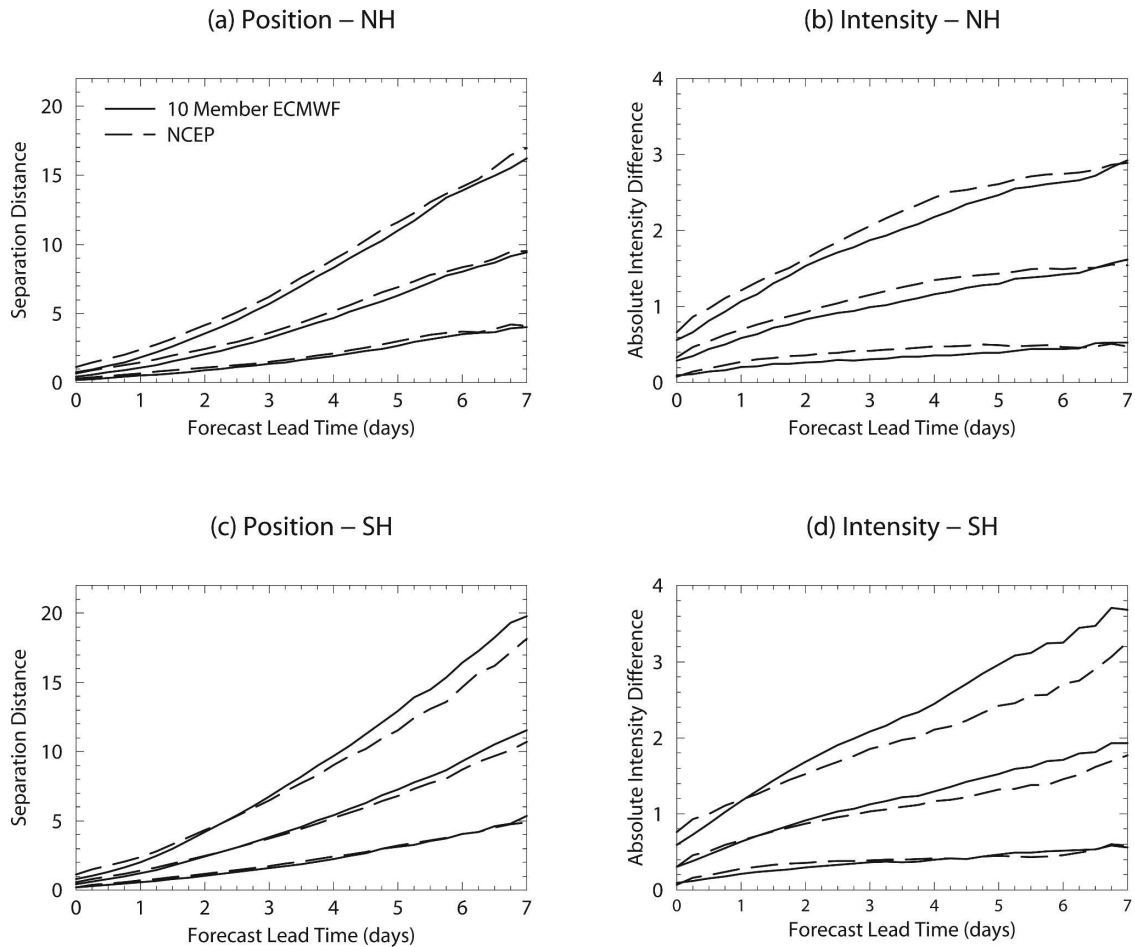 (a) Position – NH
(b) Intensity – NH
20
15
10
5
0
Separation Distance
10 Member ECMWF
NCEP
0 1 2 3 4 5 6 7
Forecast Lead Time (days)
4
3
2
1
0
Absolute Intensity Difference
0 1 2 3 4 5 6 7
Forecast Lead Time (days)
(c) Position – SH
(d) Intensity – SH
20
15
10
5
0
Separation Distance
0 1 2 3 4 5 6 7
Forecast Lead Time (days)
4
3
2
1
0
Absolute Intensity Difference
0 1 2 3 4 5 6 7
Forecast Lead Time (days)